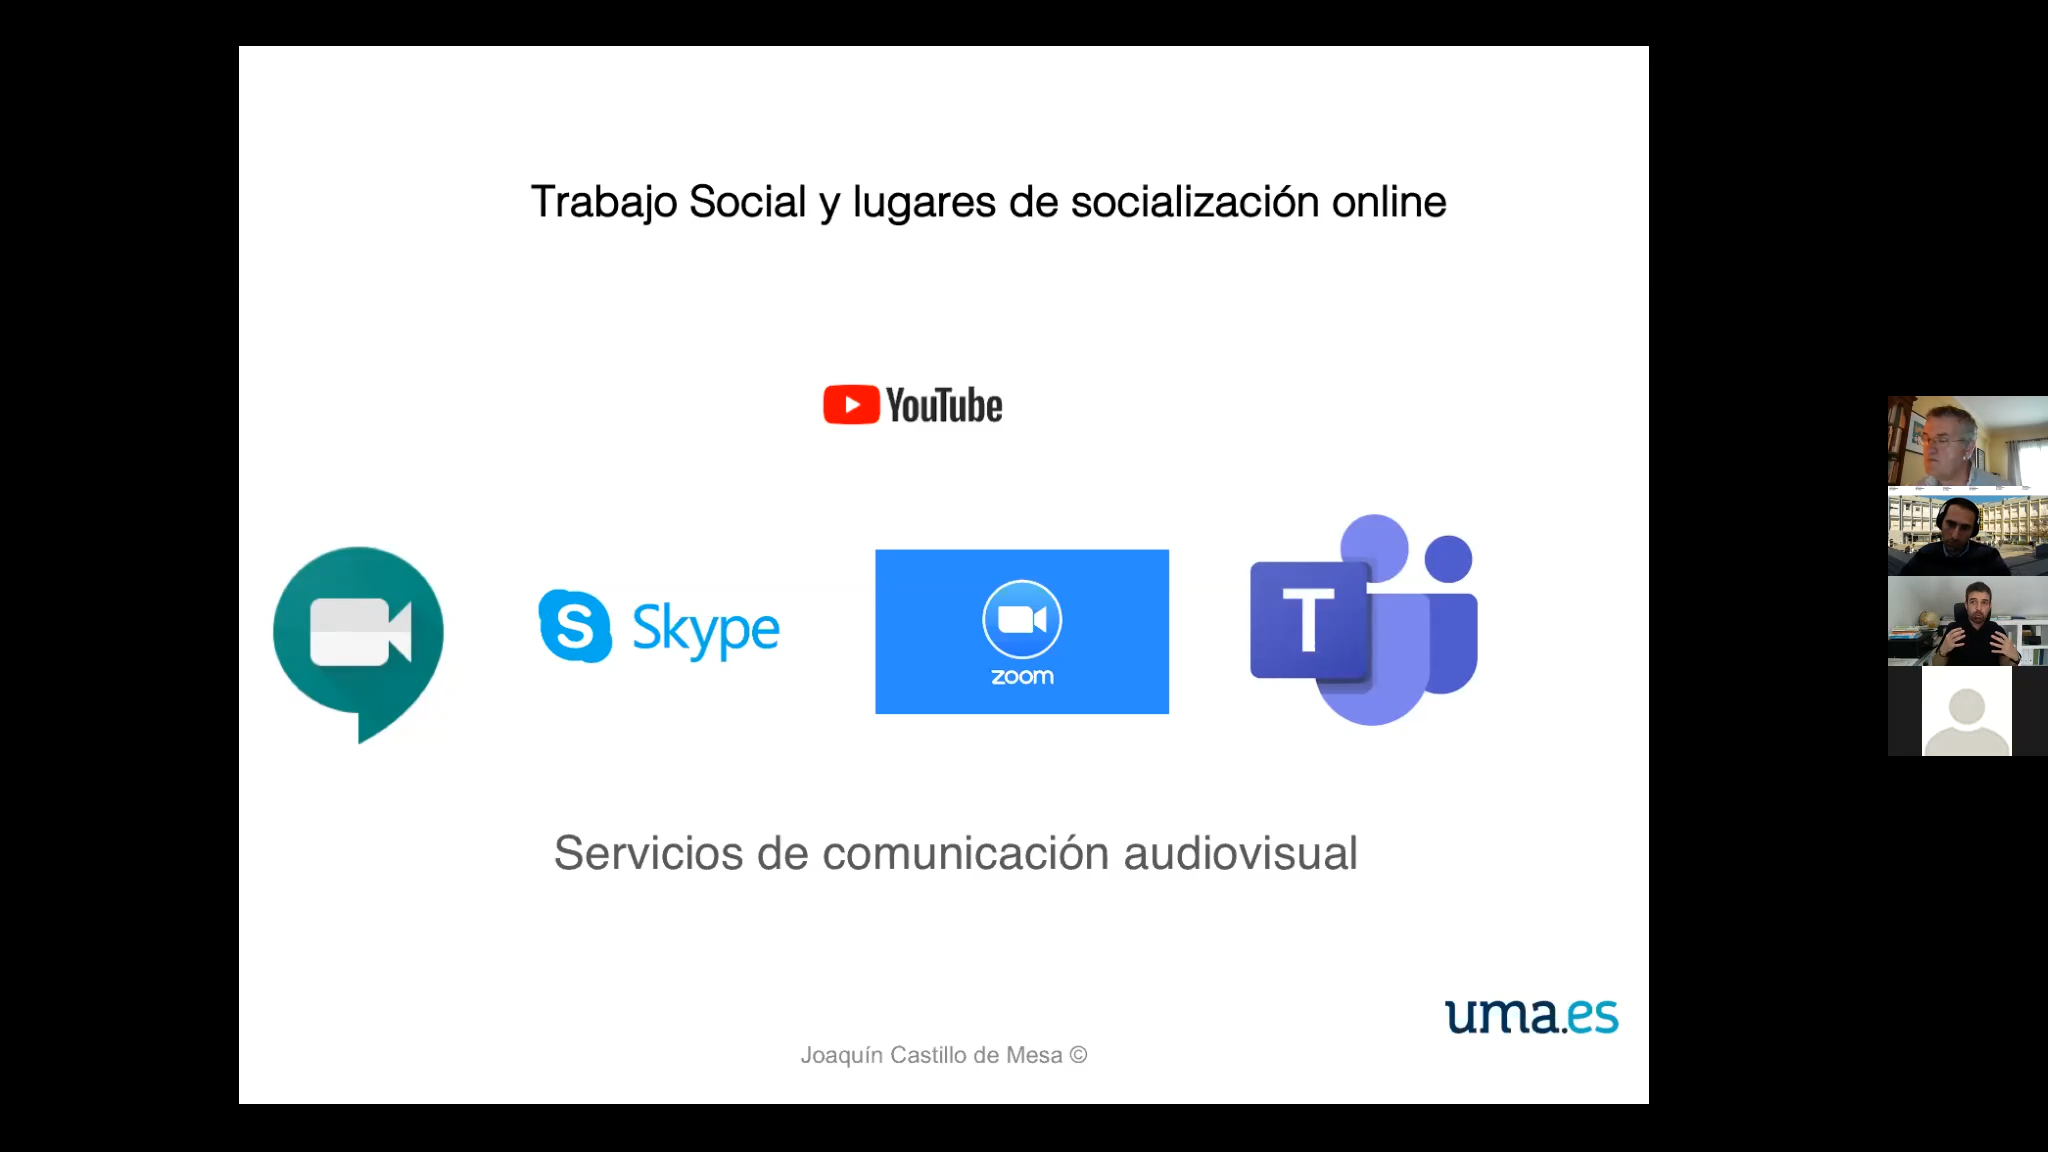 Trabajo Social y lugares de socialización online
YouTube
S Skype
zoom
T
Servicios de comunicación audiovisual
uma.es
Joaquín Castillo de Mesa ©